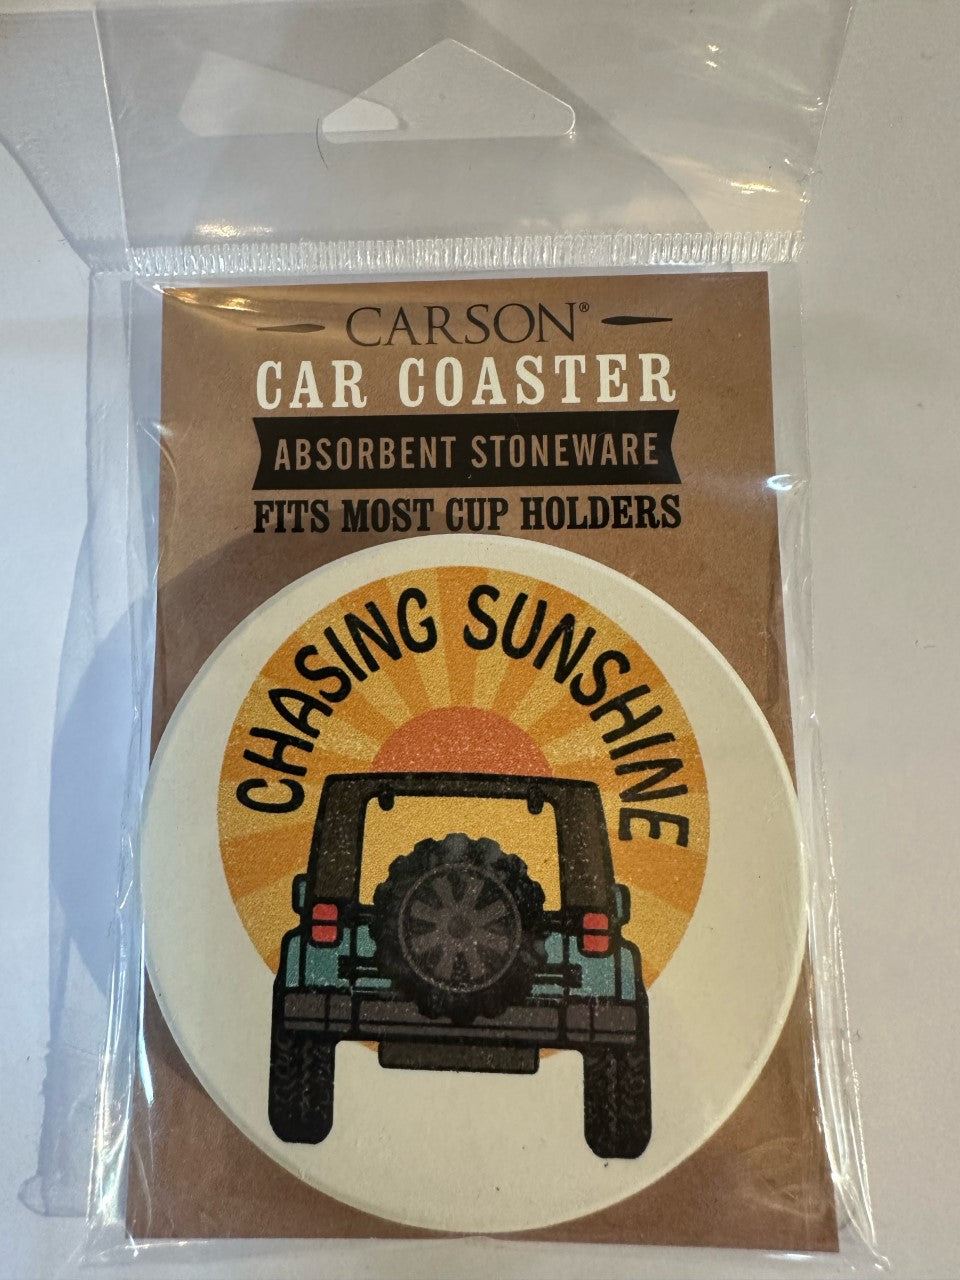 CARSON®
CAR COASTER
ABSORBENT STONEWARE
FITS MOST CUP HOLDERS
CHASING SUNSHINE